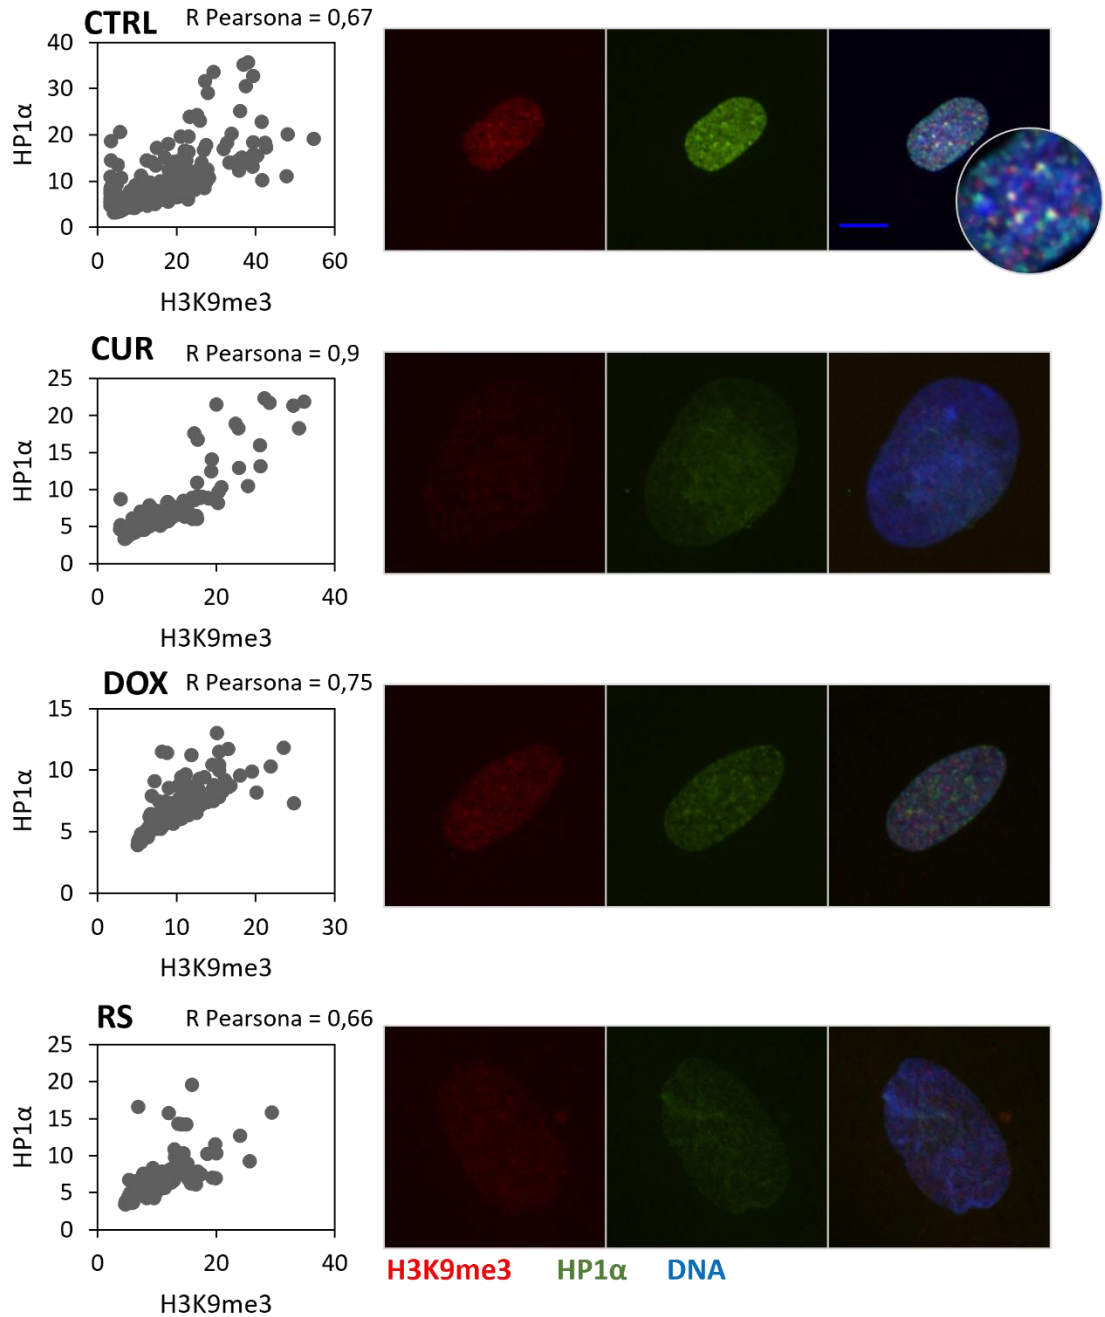 CTRL R Pearsona = 0,67
40
30
20
10
0
HP1α
0 20 40 60
H3K9me3
CUR R Pearsona = 0,9
25
20
15
10
5
0
HP1α
0 20 40
H3K9me3
DOX R Pearsona = 0,75
15
10
5
0
HP1α
0 10 20 30
H3K9me3
RS R Pearsona = 0,66
25
20
15
10
5
0
HP1α
0 20 40
H3K9me3
H3K9me3 HP1α DNA